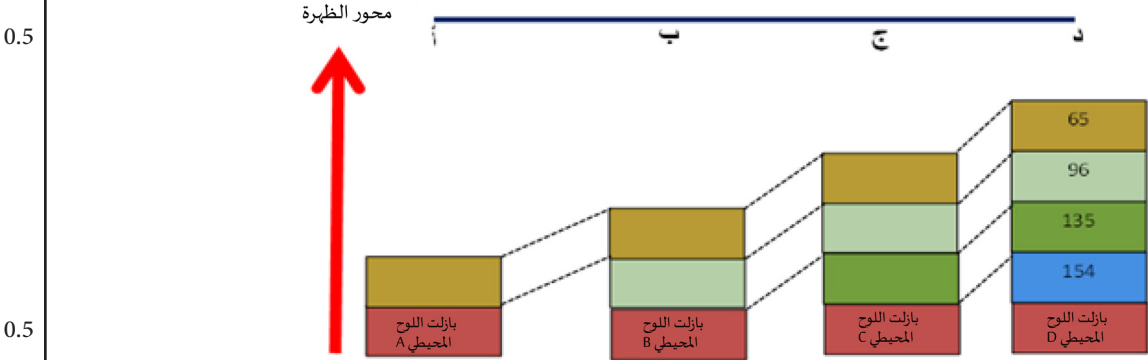 محور الظهرة
0.5
أ ب ج د
65
96
135
154
بازلت اللوح
المحيطي A
بازلت اللوح
المحيطي B
بازلت اللوح
المحيطي C
بازلت اللوح
المحيطي D
0.5